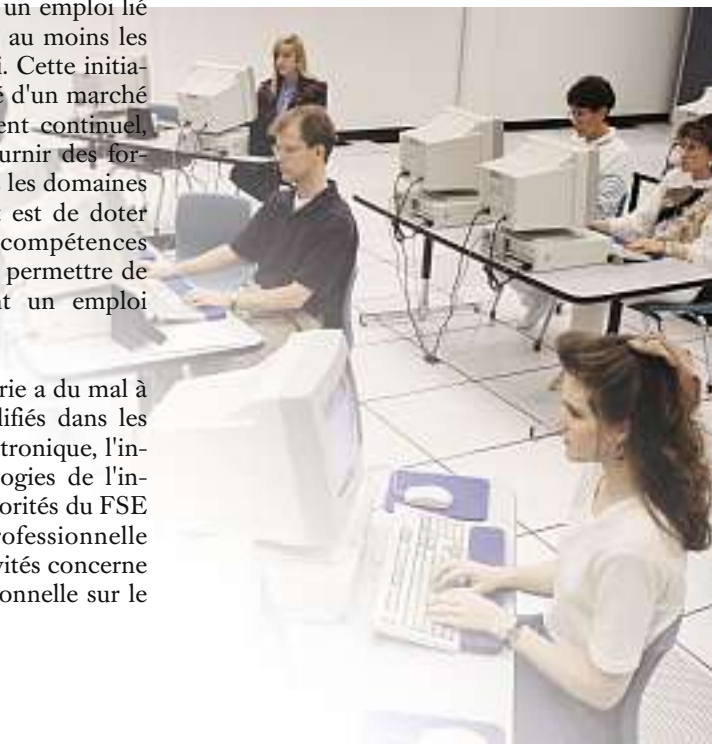 un emploi lié
au moins les
i. Cette initia-
é d'un marché
ent continuel,
urnir des for-
s les domaines
t est de doter
compétences
permettre de
nt un emploi
rie a du mal à
lifiés dans les
tronique, l'in-
ogies de l'in-
orités du FSE
rofessionnelle
vités concerne
onnelle sur le